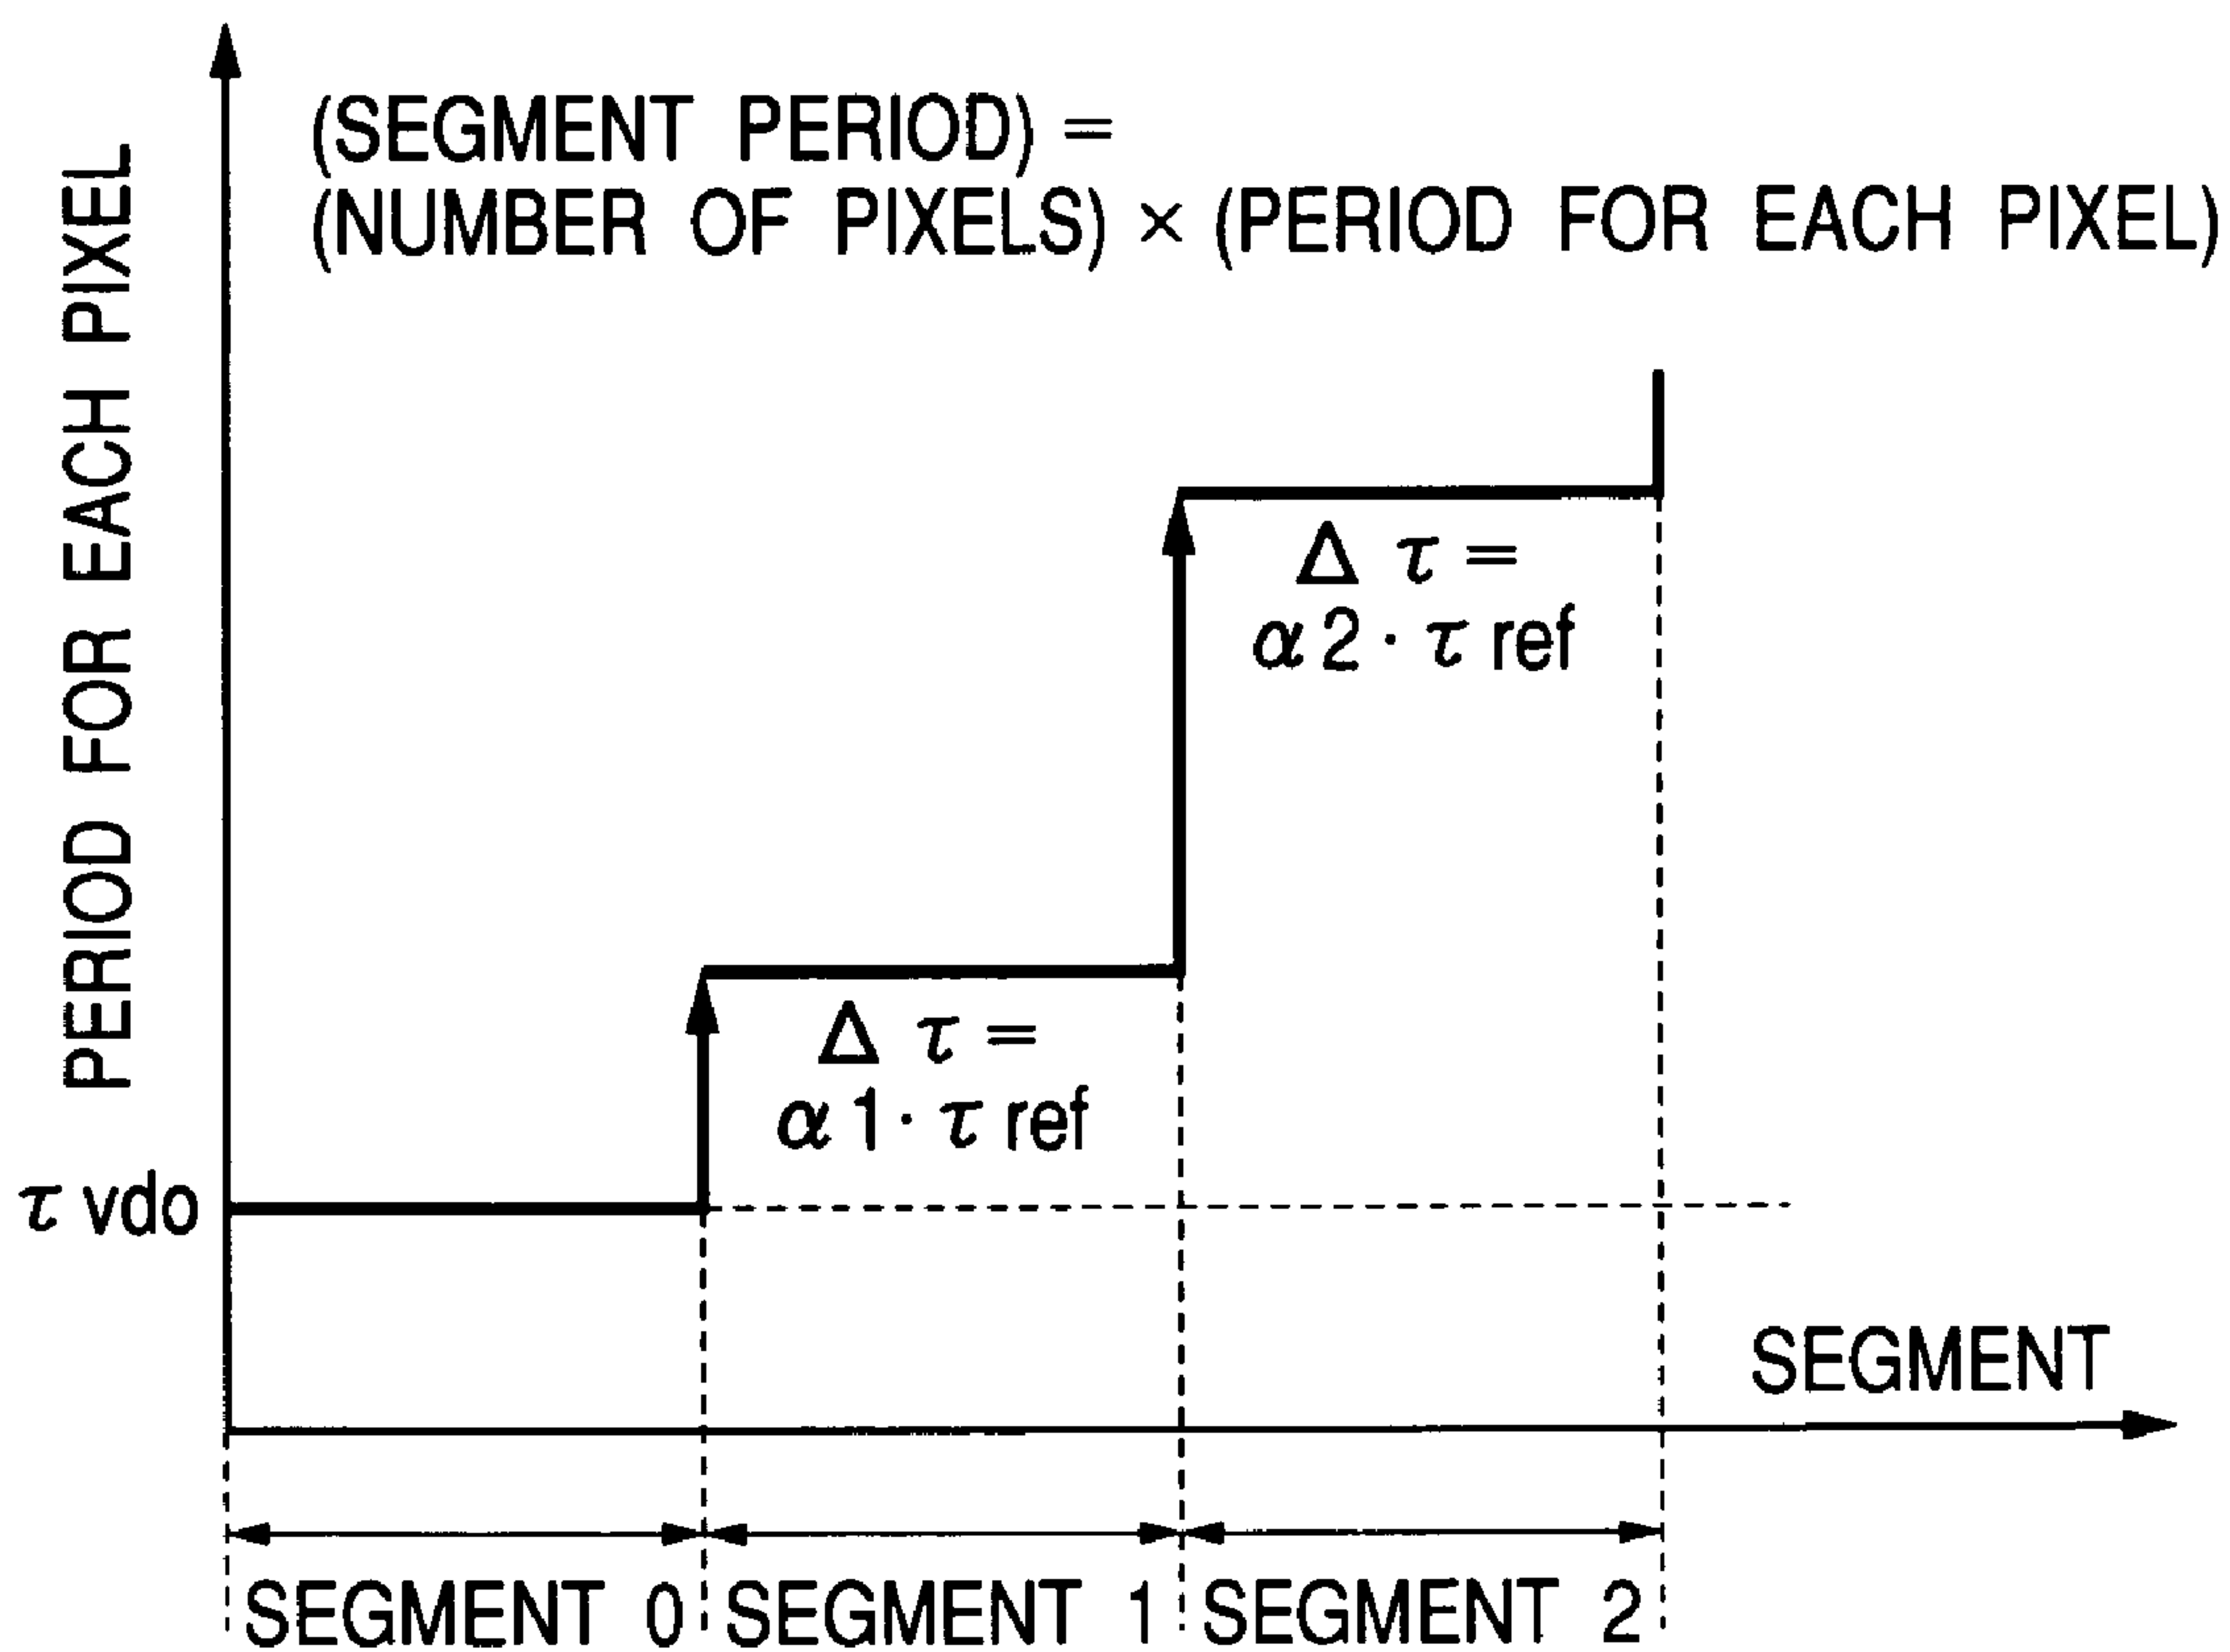 (SEGMENT PERIOD) =
(NUMBER OF PIXELS) × (PERIOD FOR EACH PIXEL)
PERIOD FOR EACH PIXEL
Δ τ =
α 2 · τ ref
Δ τ =
α 1 · τ ref
τ vdo
SEGMENT
SEGMENT 0 SEGMENT 1 SEGMENT 2